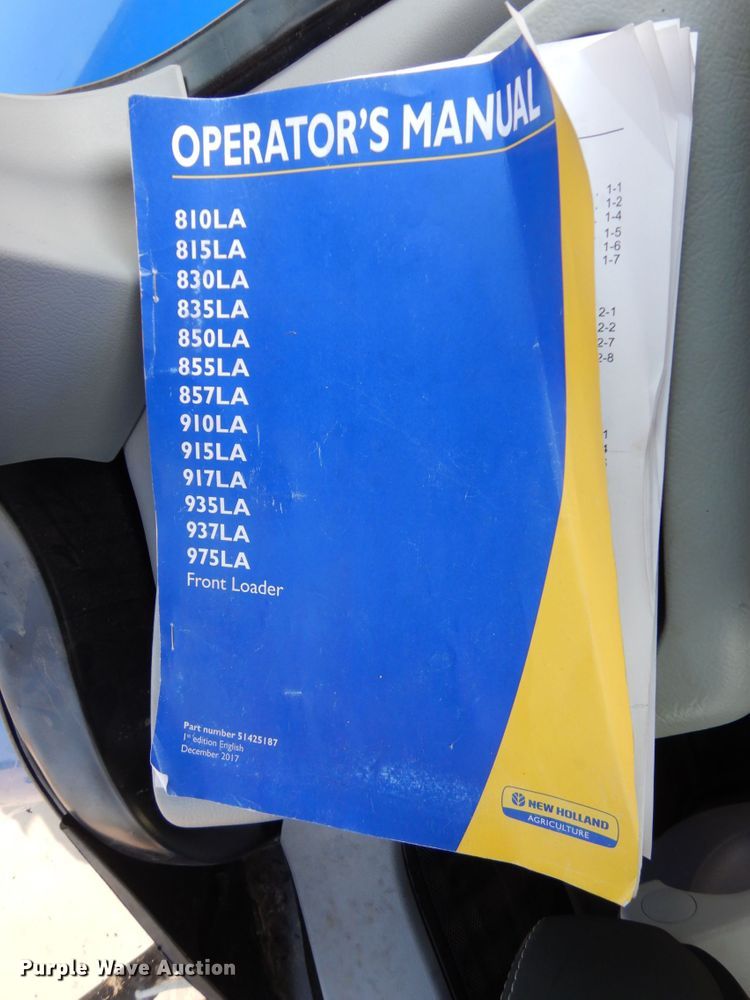 OPERATOR'S MANUAL
810LA
815LA
830LA
835LA
850LA
855LA
857LA
910LA
915LA
917LA
935LA
937LA
975LA
Front Loader
Part number 51425187
1st edition English
December 2017
NEW HOLLAND
AGRICULTURE
1-1
1-2
1-4
1-5
1-6
1-7
2-1
2-2
2-7
2-8
Purple Wave Auction